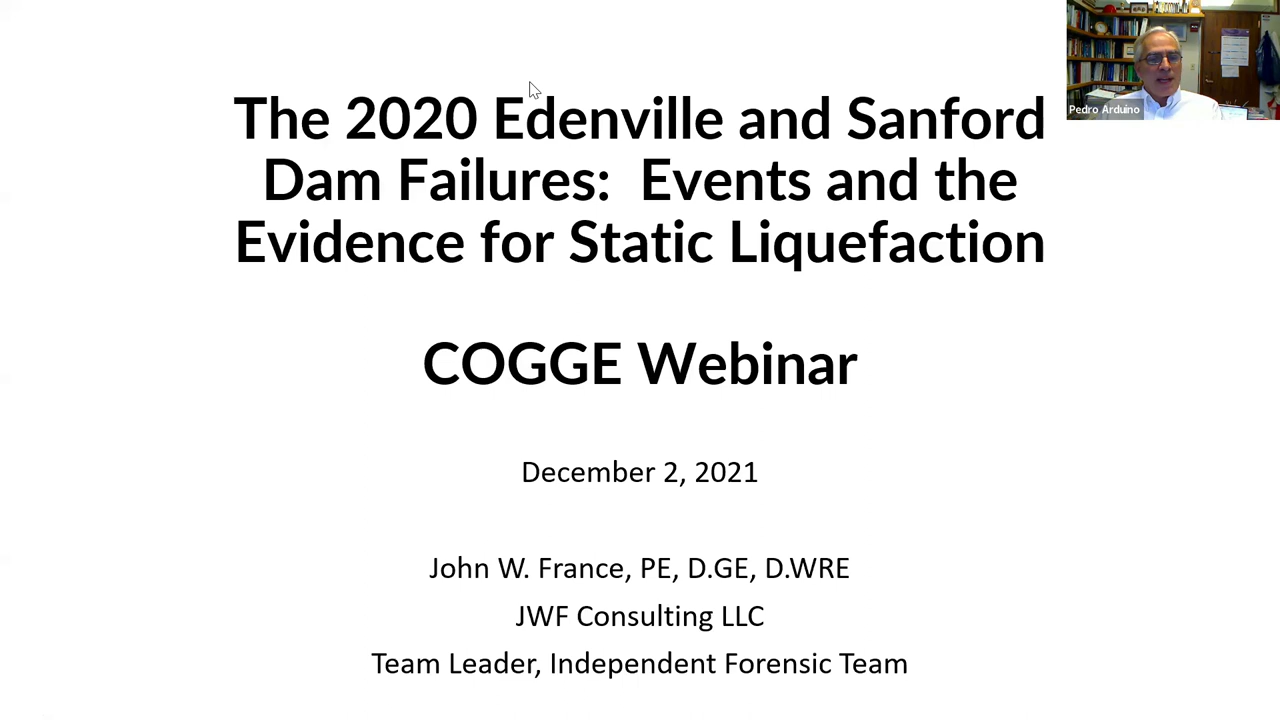 Pedro Arduino
The 2020 Edenville and Sanford
Dam Failures:  Events and the
Evidence for Static Liquefaction
COGGE Webinar
December 2, 2021
John W. France, PE, D.GE, D.WRE
JWF Consulting LLC
Team Leader, Independent Forensic Team